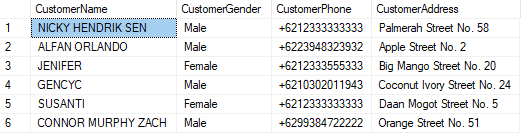 CustomerName CustomerGender CustomerPhone CustomerAddress
1 NICKY HENDRIK SEN Male +6212333333333 Palmerah Street No. 58
2 ALFAN ORLANDO Male +6223948323932 Apple Street No. 2
3 JENIFER Female +6212333555333 Big Mango Street No. 20
4 GENCYC Male +6210302011943 Coconut Ivory Street No. 24
5 SUSANTI Female +6212333333333 Daan Mogot Street No. 5
6 CONNOR MURPHY ZACH Male +6299384722222 Orange Street No. 51